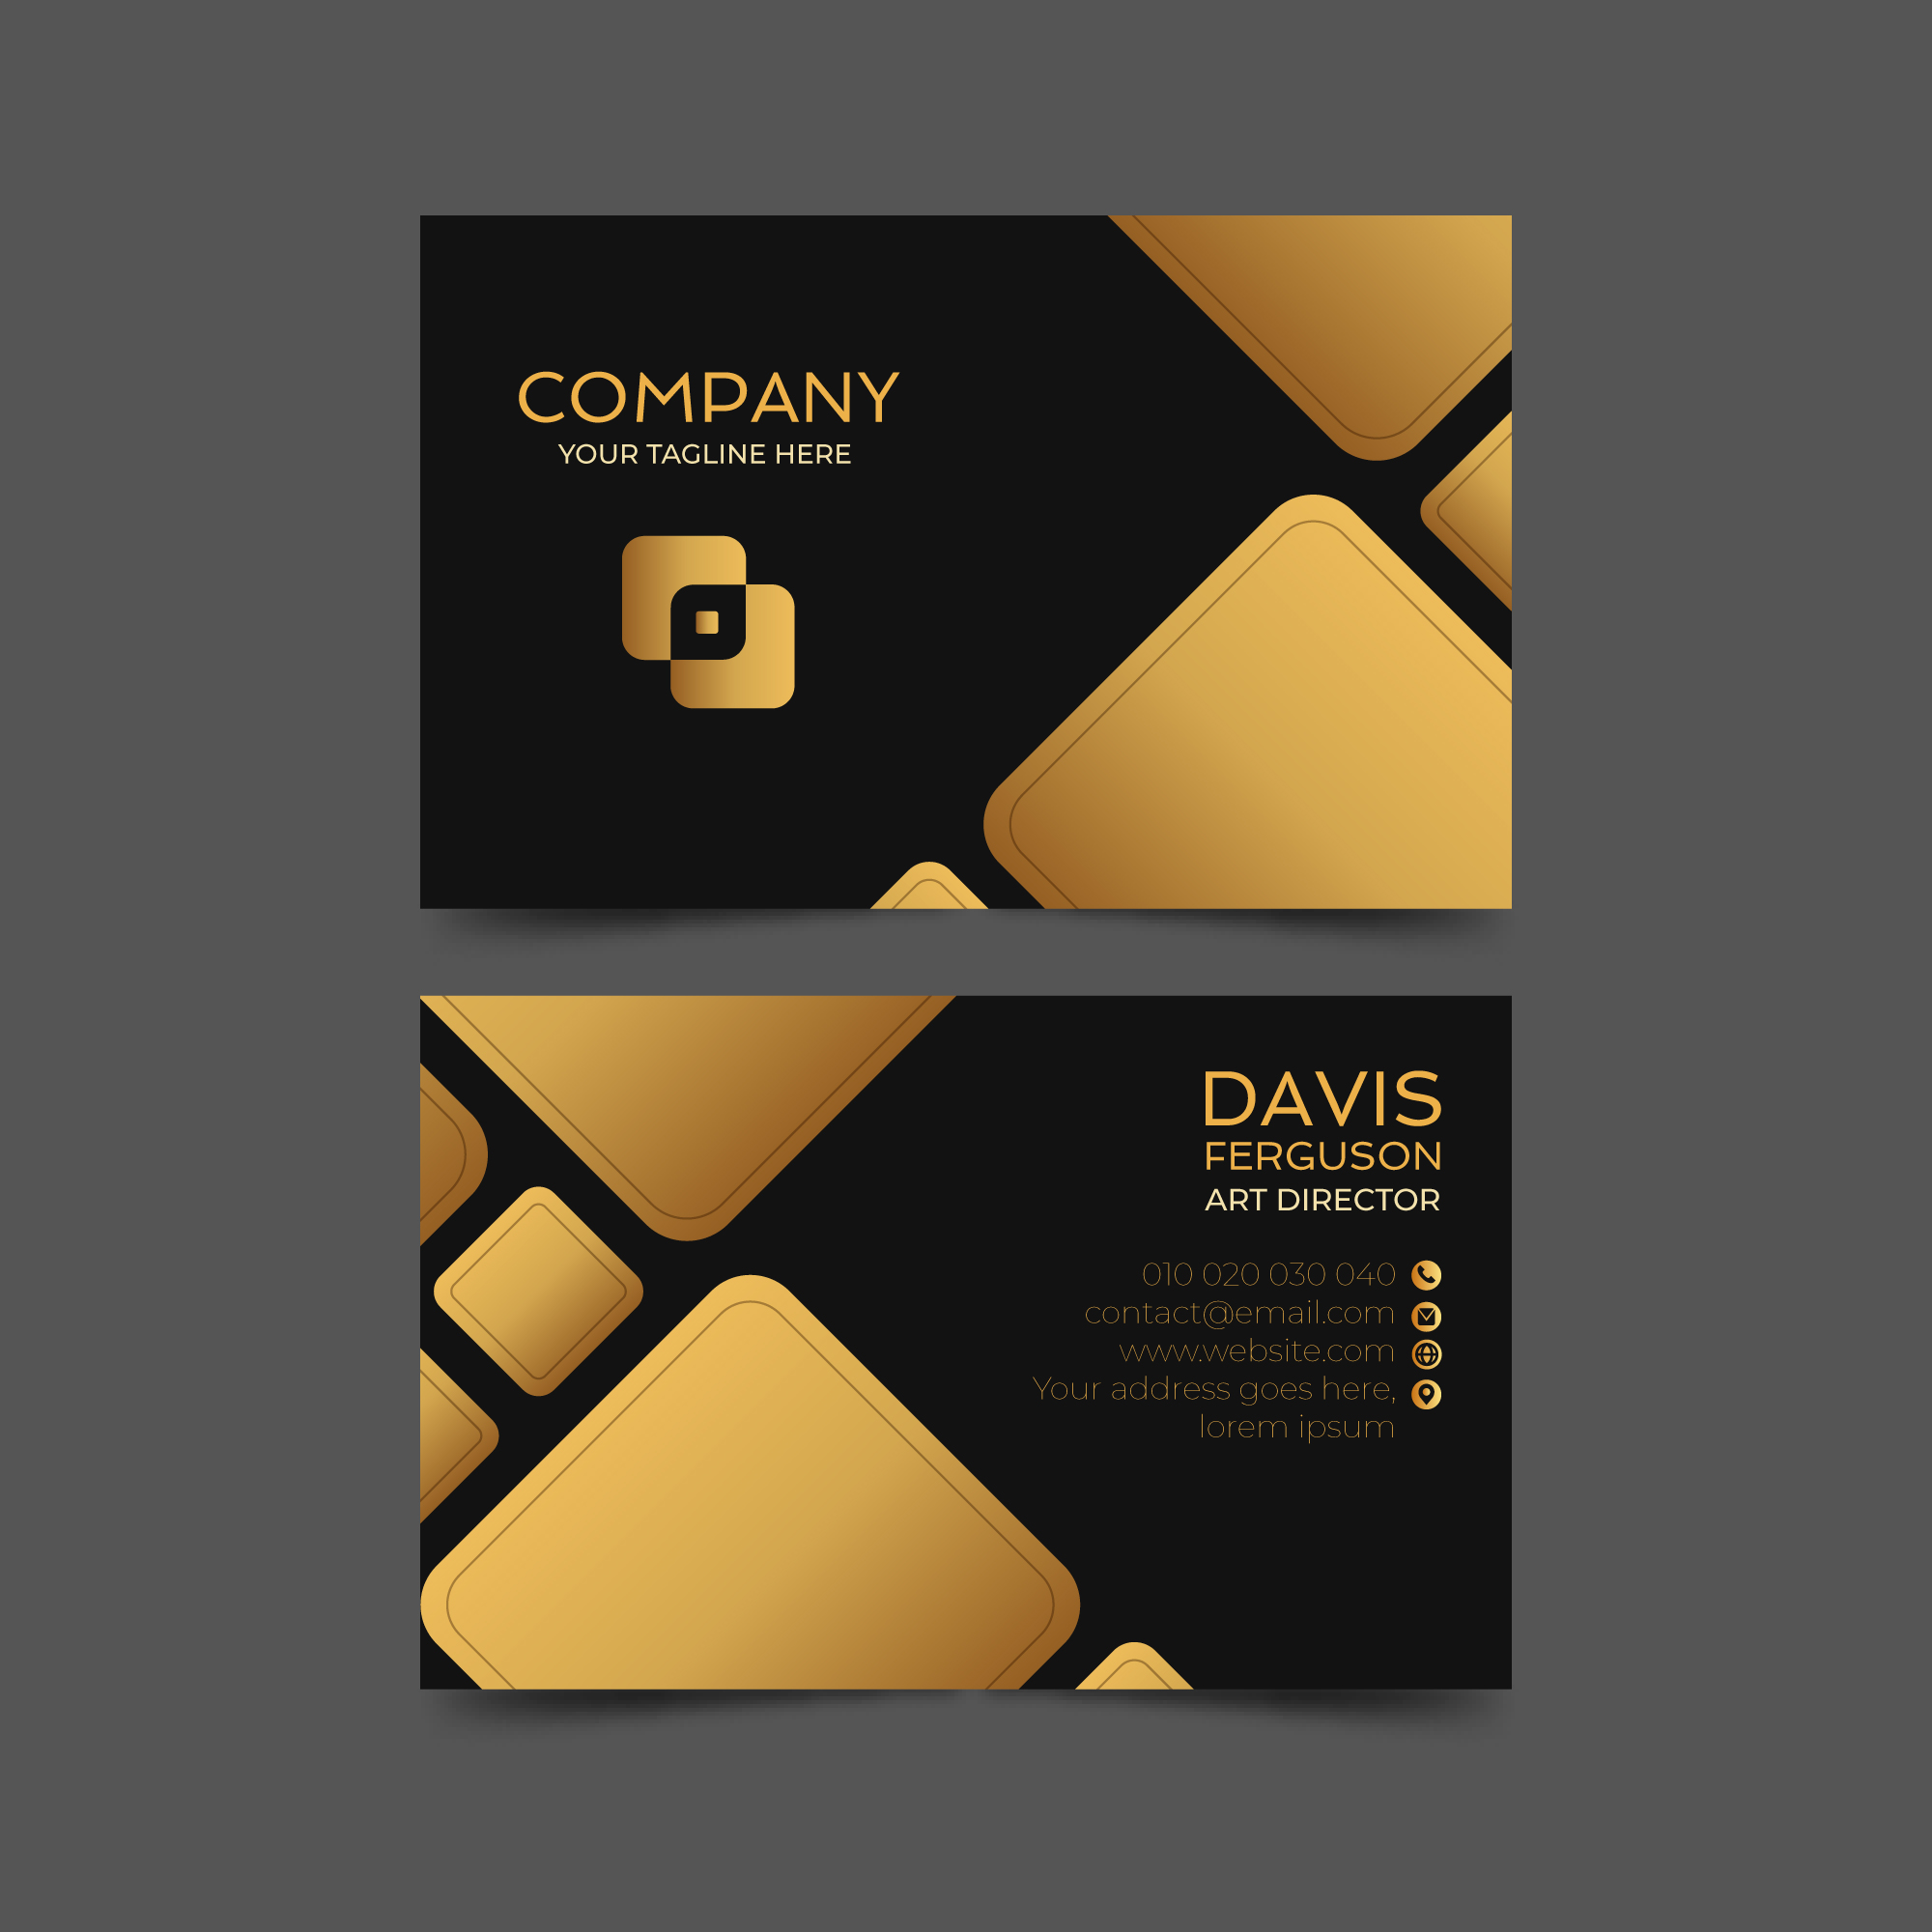 COMPANY
YOUR TAGLINE HERE
DAVIS
FERGUSON
ART DIRECTOR
010 020 030 040
contact@email.com
www.website.com
Your address goes here,
lorem ipsum